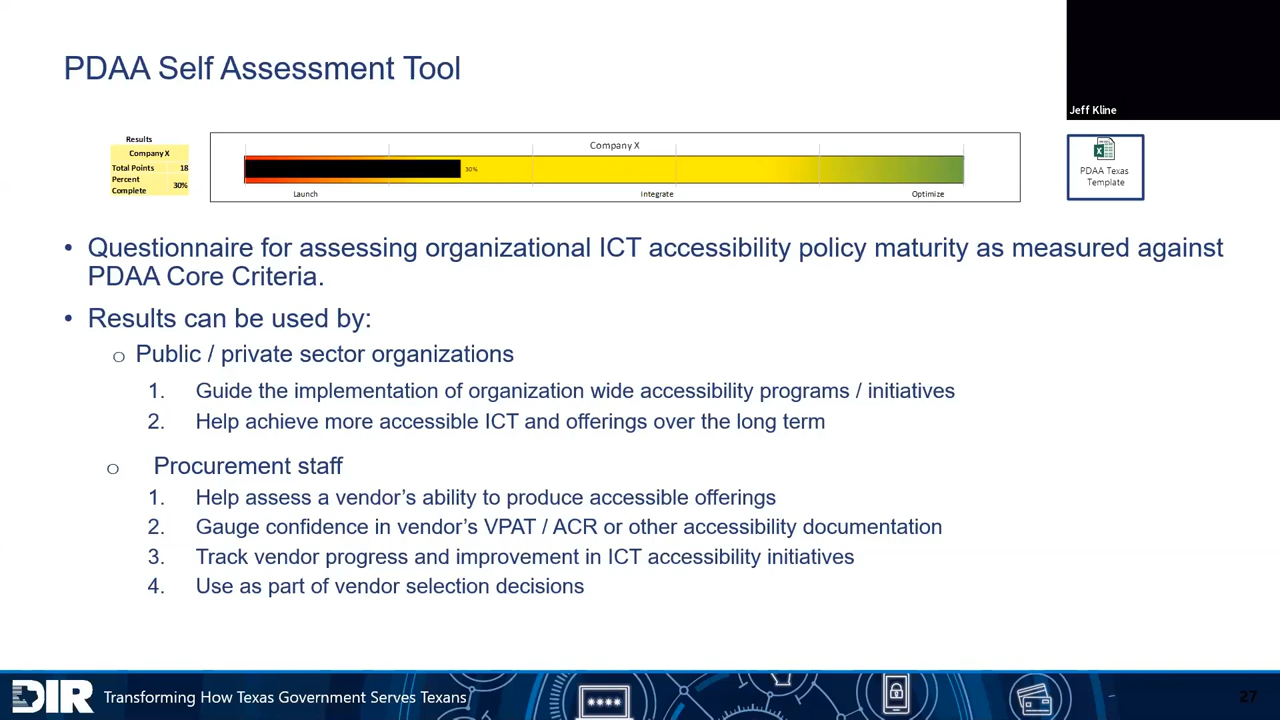 PDAA Self Assessment Tool
Jeff Kline
Results
Company X
Total Points 18
Percent
Complete 30%
Company X
30%
Launch Integrate Optimize
PDAA Texas
Template
• Questionnaire for assessing organizational ICT accessibility policy maturity as measured against
PDAA Core Criteria.
• Results can be used by:
o Public / private sector organizations
1. Guide the implementation of organization wide accessibility programs / initiatives
2. Help achieve more accessible ICT and offerings over the long term
o Procurement staff
1. Help assess a vendor’s ability to produce accessible offerings
2. Gauge confidence in vendor’s VPAT / ACR or other accessibility documentation
3. Track vendor progress and improvement in ICT accessibility initiatives
4. Use as part of vendor selection decisions
DIR Transforming How Texas Government Serves Texans
27